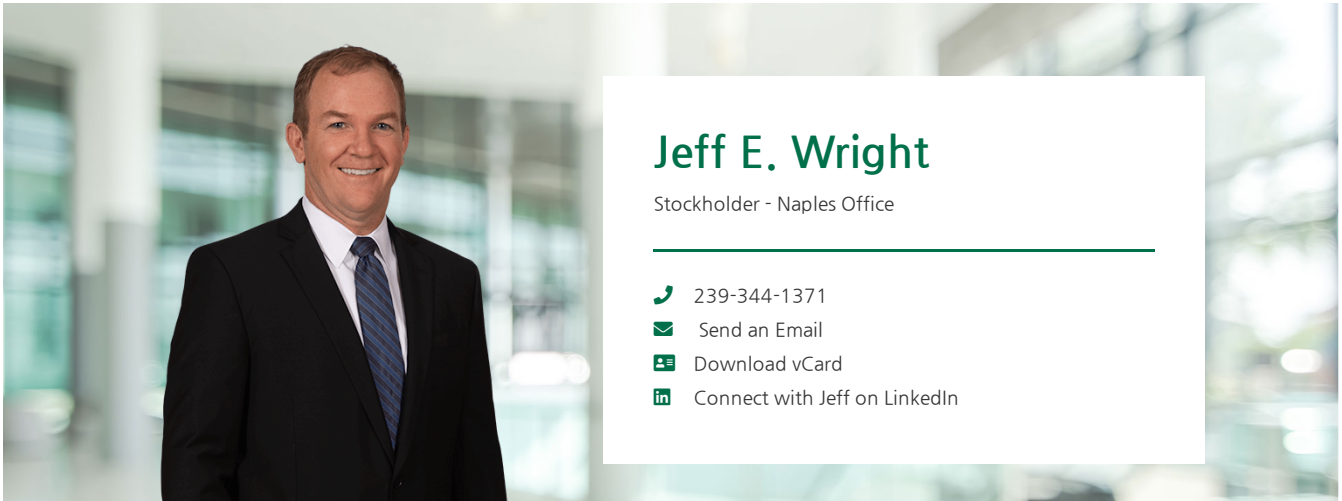 Jeff E. Wright
Stockholder - Naples Office
239-344-1371
Send an Email
Download vCard
Connect with Jeff on LinkedIn